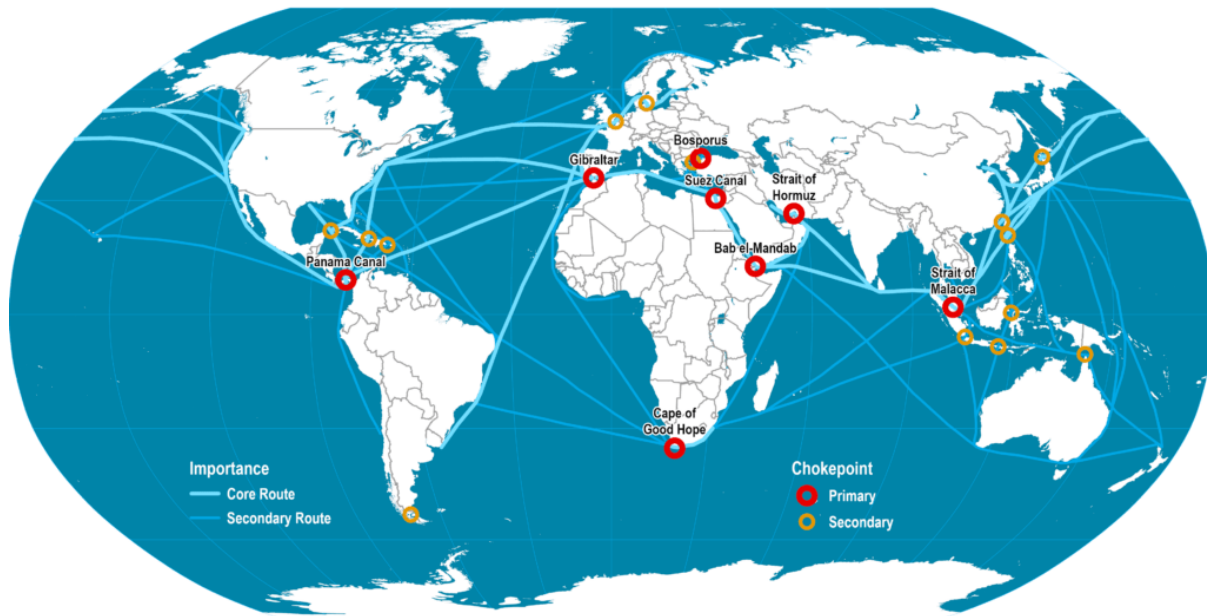 Bosporus
Gibraltar
Suez Canal
Strait of
Hormuz
Bab el-Mandab
Panama Canal
Strait of
Malacca
Cape of
Good Hope
Importance
Core Route
Secondary Route
Chokepoint
Primary
Secondary